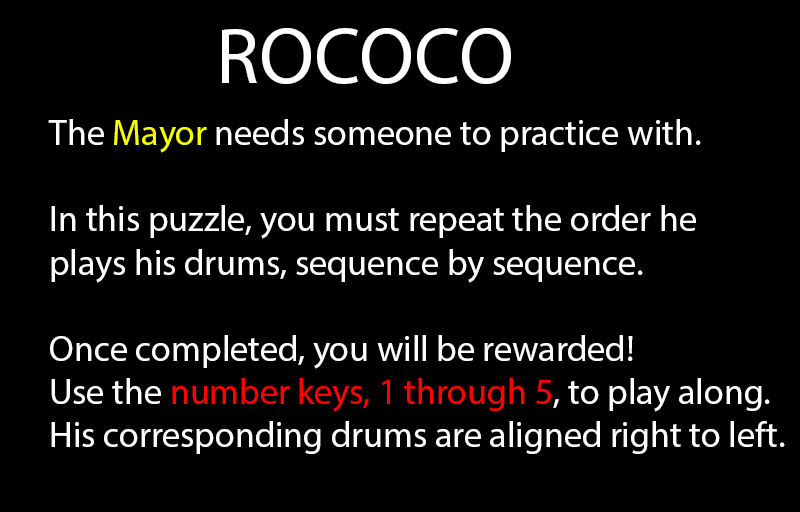 ROCOCO
The Mayor needs someone to practice with.
In this puzzle, you must repeat the order he
plays his drums, sequence by sequence.
Once completed, you will be rewarded!
Use the number keys, 1 through 5, to play along.
His corresponding drums are aligned right to left.